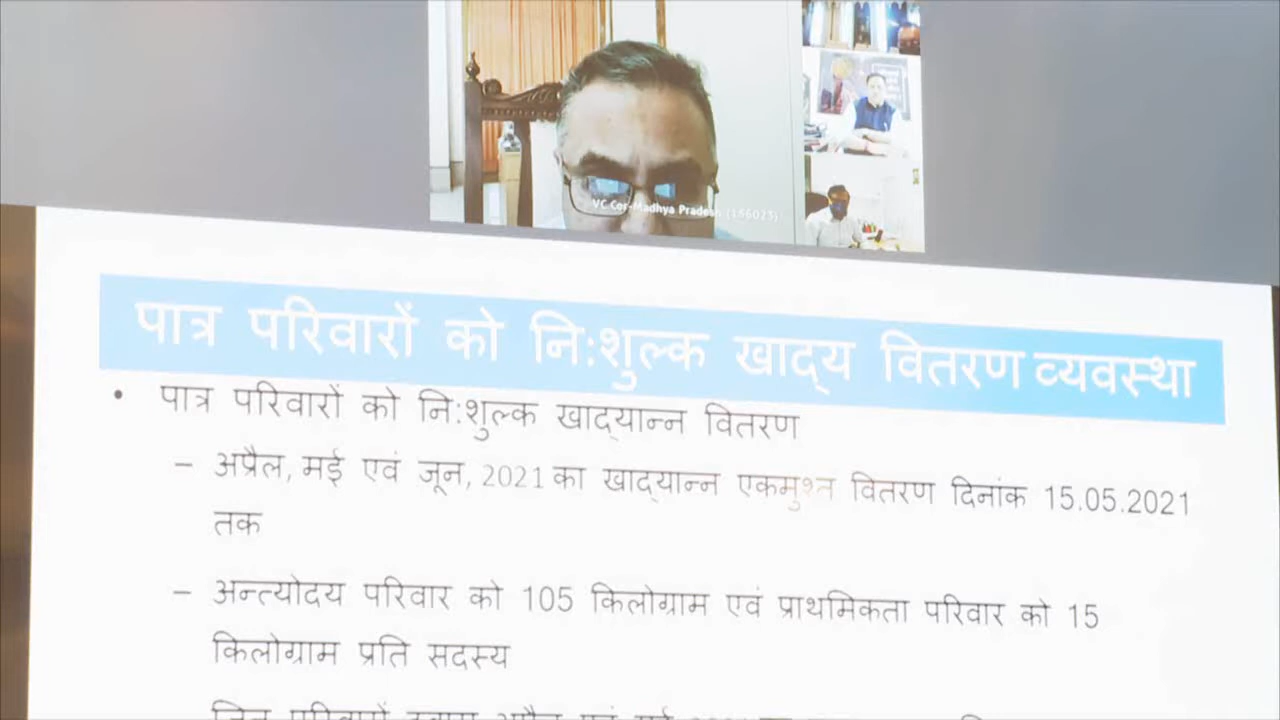 VC Cor-Madhya Pradesh (156023)
पात्र परिवारों को नि:शुल्क खाद्य वितरण व्यवस्था
• पात्र परिवारों को नि:शुल्क खाद्यान्न वितरण
– अप्रैल, मई एवं जून, 2021 का खाद्यान्न एकमुश्त वितरण दिनांक 15.05.2021
तक
– अन्त्योदय परिवार को 105 किलोग्राम एवं प्राथमिकता परिवार को 15
किलोग्राम प्रति सदस्य